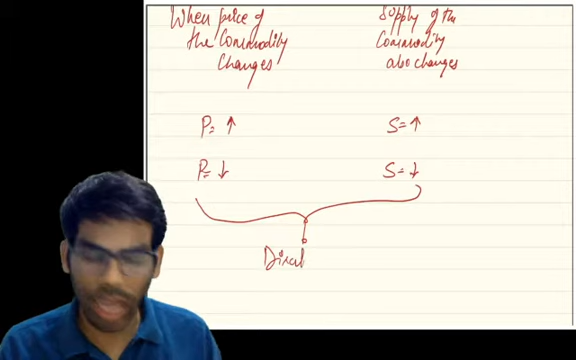 When price of
the Commodity
Changes
Supply of the
Commodity
also changes
P= ↑ S= ↑
P= ↓ S= ↓
Direct